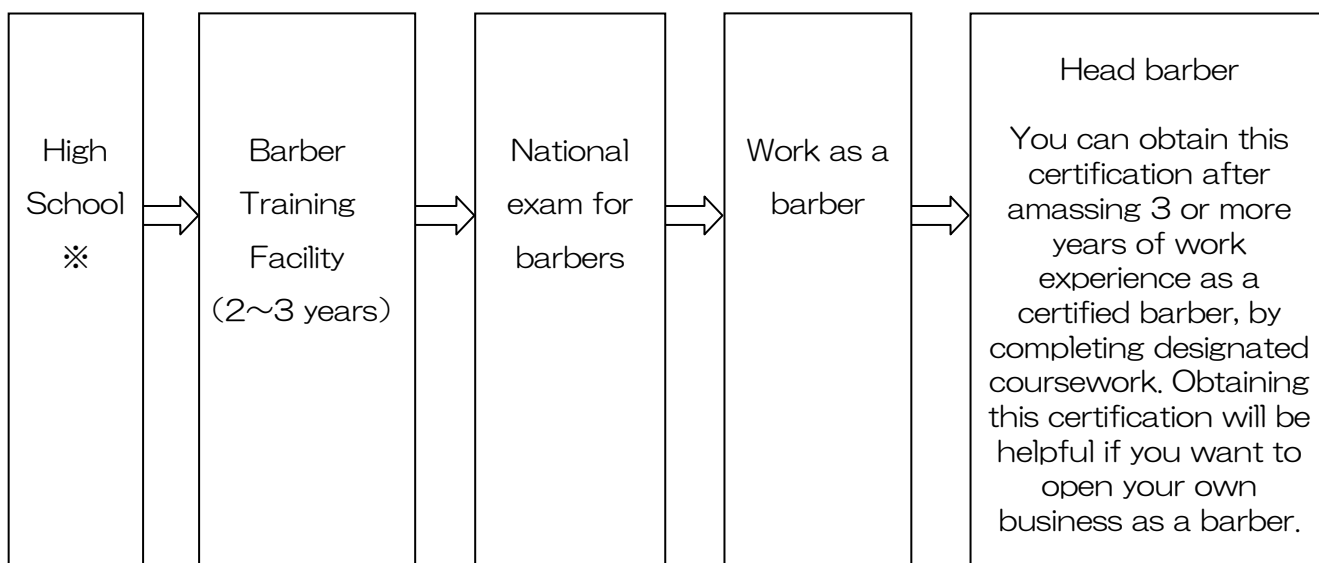 High
School
※
Barber
Training
Facility
（2～3 years）
National
exam for
barbers
Work as a
barber
Head barber
You can obtain this
certification after
amassing 3 or more
years of work
experience as a
certified barber, by
completing designated
coursework. Obtaining
this certification will be
helpful if you want to
open your own
business as a barber.